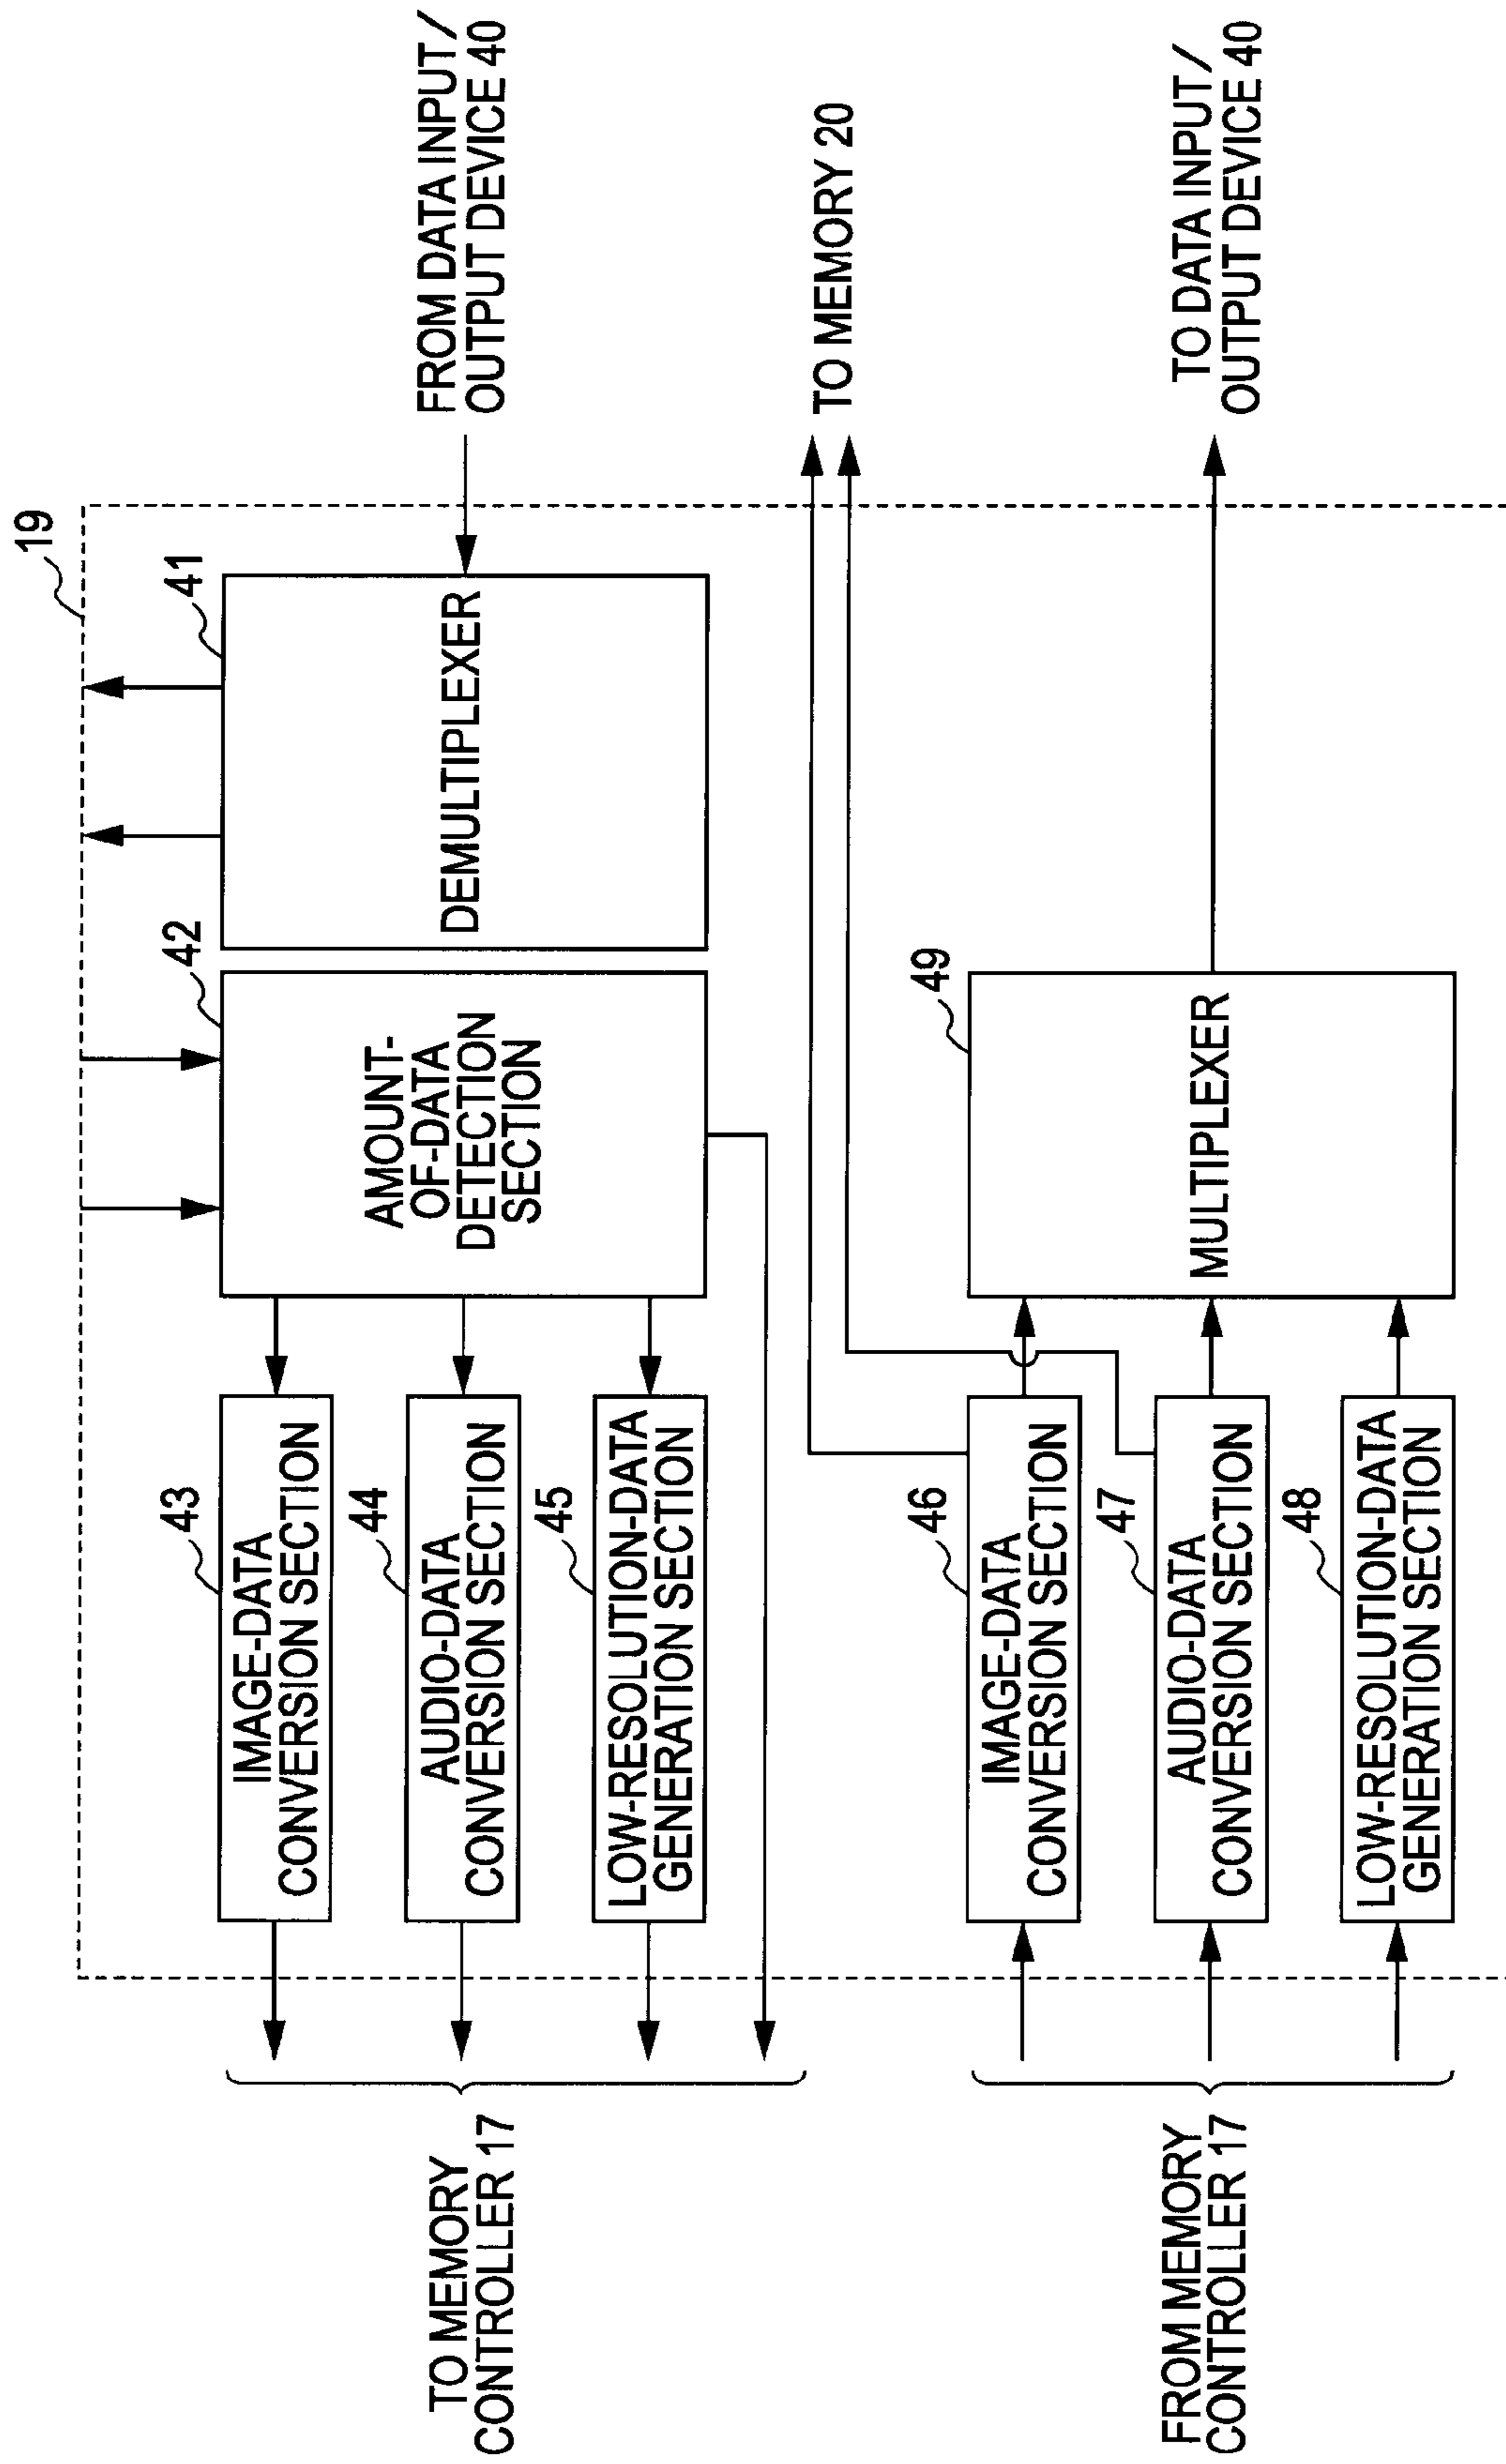 19
41
DEMULTIPLEXER
FROM DATA INPUT/
OUTPUT DEVICE 40
42
AMOUNT-
OF-DATA
DETECTION
SECTION
43
IMAGE-DATA
CONVERSION SECTION
44
AUDIO-DATA
CONVERSION SECTION
45
LOW-RESOLUTION-DATA
GENERATION SECTION
TO MEMORY
CONTROLLER 17
TO MEMORY 20
46
IMAGE-DATA
CONVERSION SECTION
47
AUDIO-DATA
CONVERSION SECTION
48
LOW-RESOLUTION-DATA
GENERATION SECTION
49
MULTIPLEXER
FROM MEMORY
CONTROLLER 17
TO DATA INPUT/
OUTPUT DEVICE 40